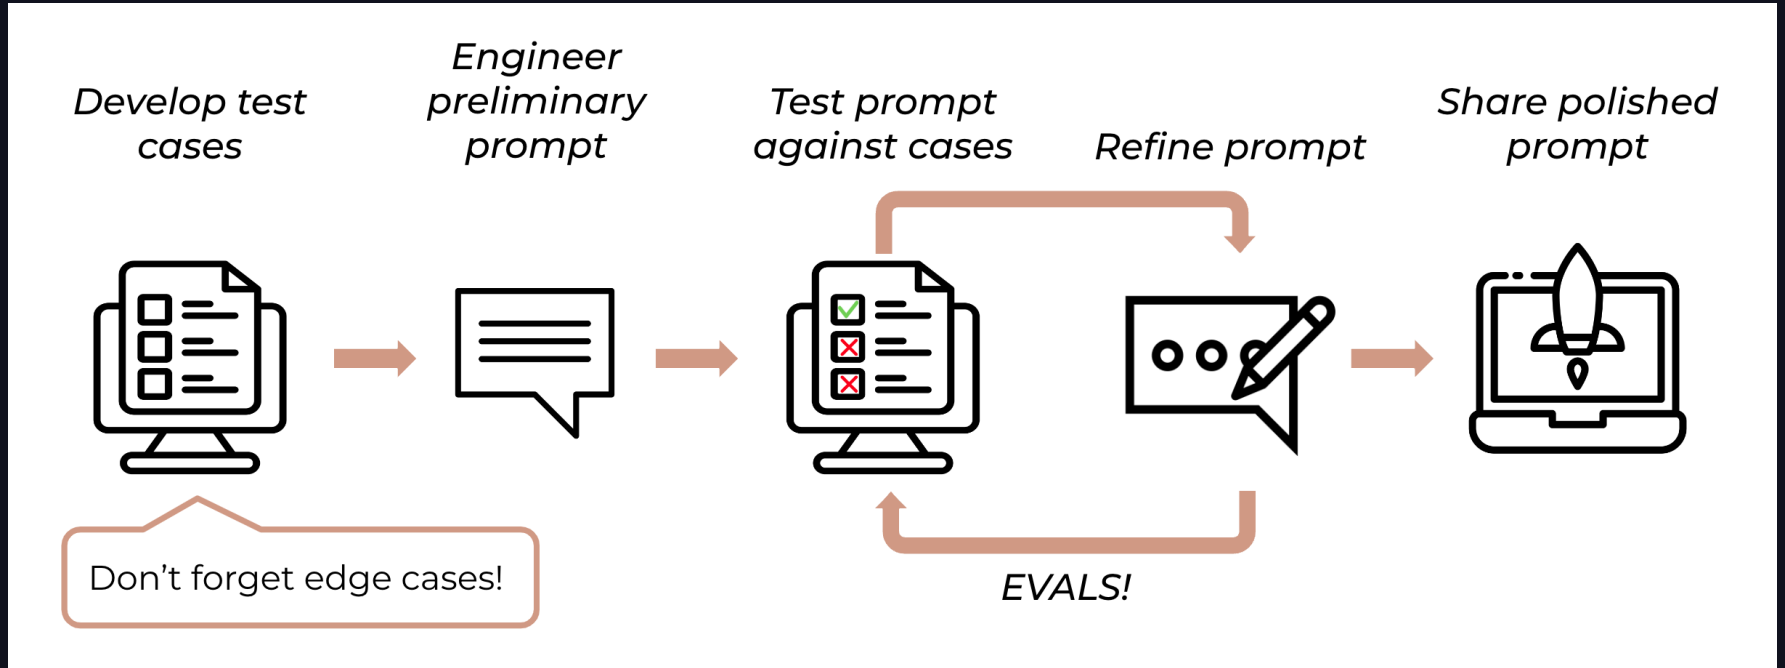 Develop test
cases
Engineer
preliminary
prompt
Test prompt
against cases
Refine prompt
Share polished
prompt
Don't forget edge cases!
EVALS!